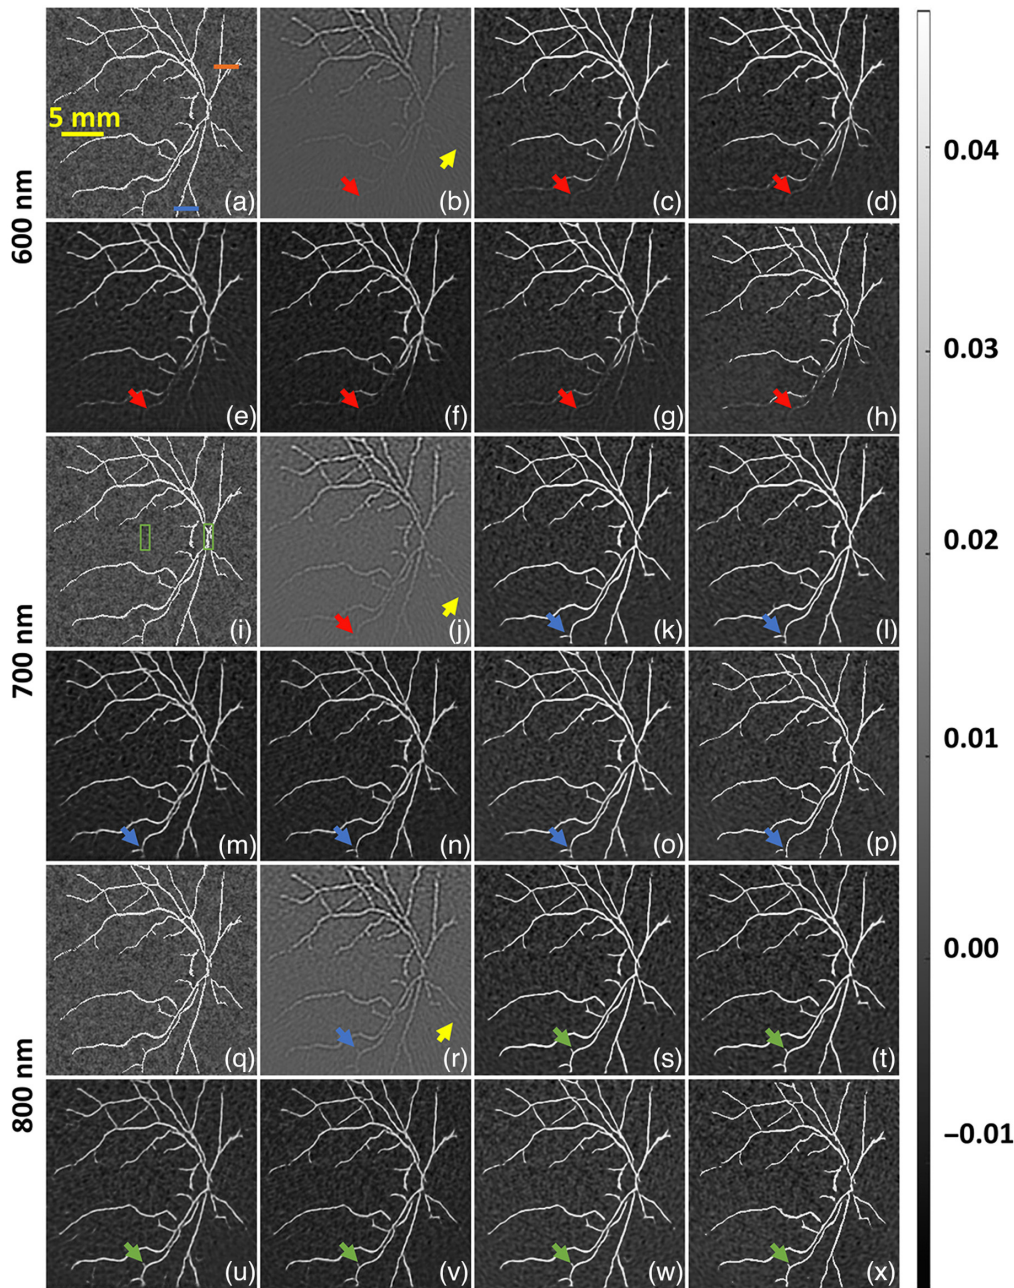 5 mm
(a)
(b)
(c)
(d)
600 nm
(e)
(f)
(g)
(h)
(i)
(j)
(k)
(l)
700 nm
(m)
(n)
(o)
(p)
(q)
(r)
(s)
(t)
800 nm
(u)
(v)
(w)
(x)
0.04
0.03
0.02
0.01
0.00
−0.01